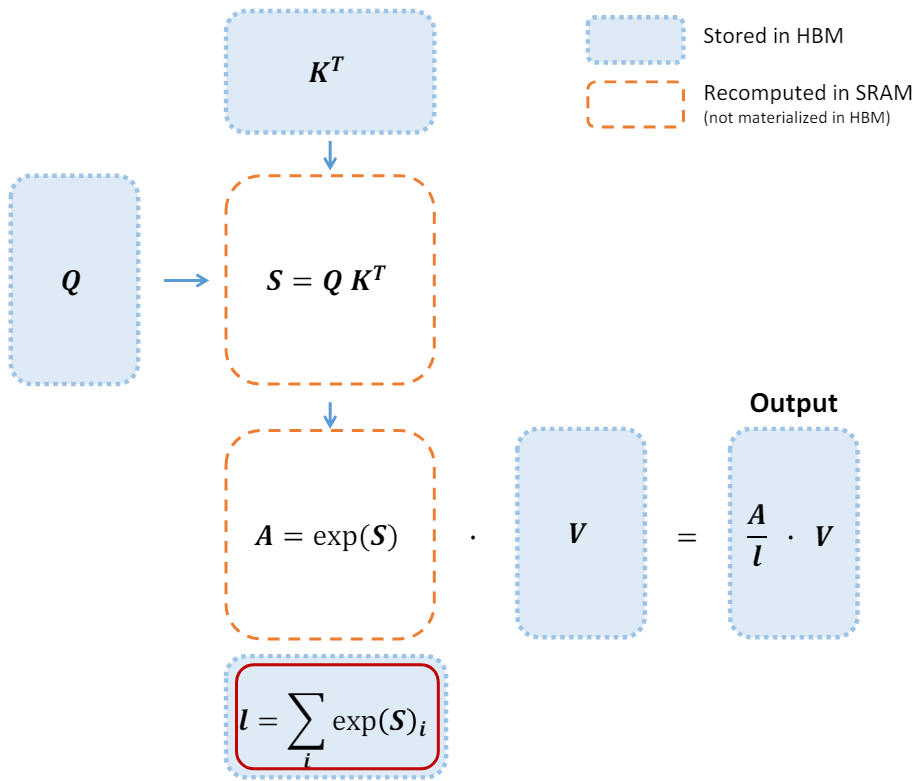 K^T
Stored in HBM
Recomputed in SRAM
(not materialized in HBM)
Q
S = Q K^T
Output
A = exp(S) · V = A/l · V
l = ∑_i exp(S)_i